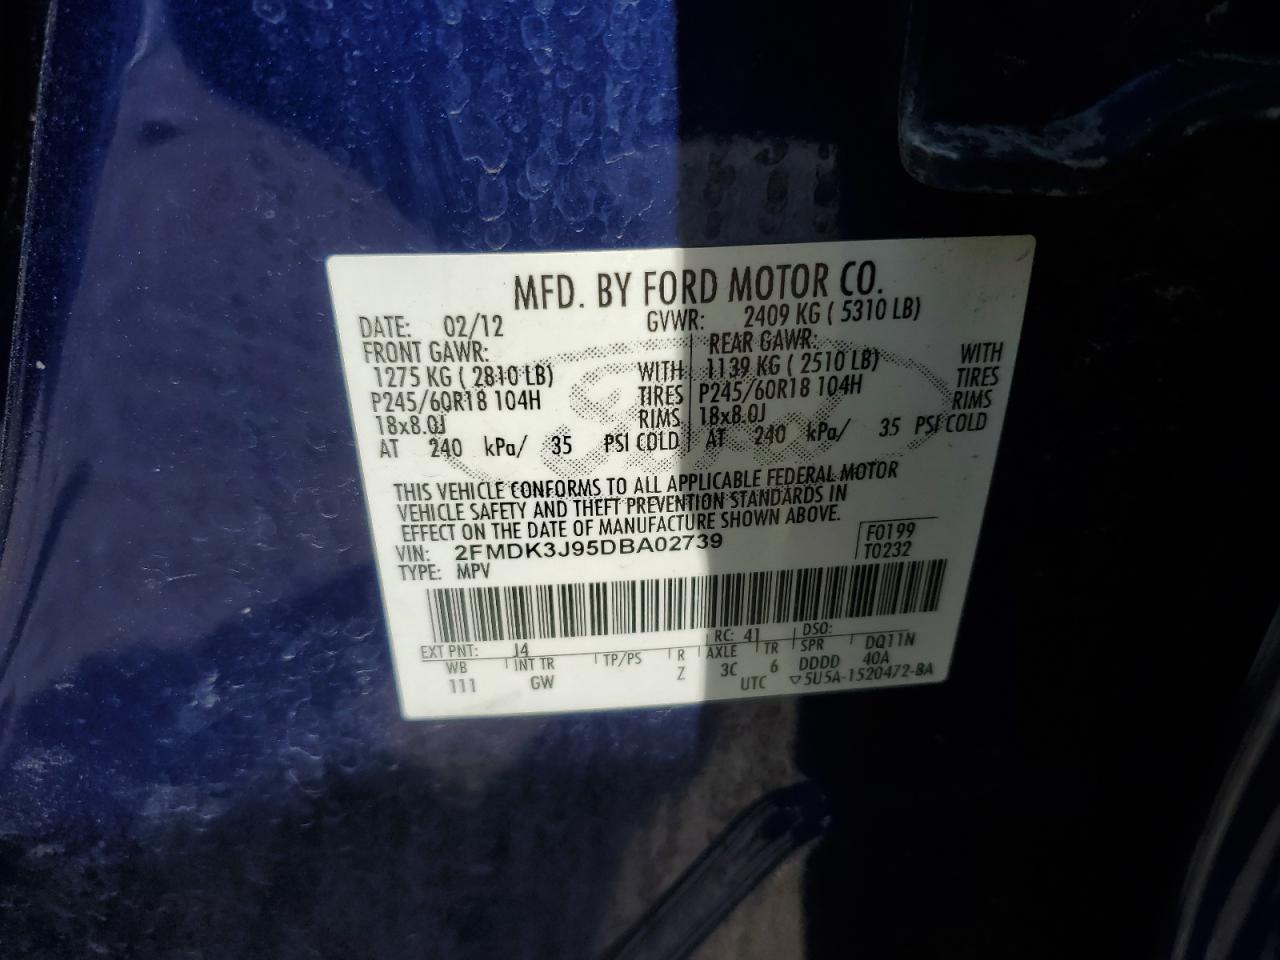 MFD. BY FORD MOTOR CO.
DATE: 02/12 GVWR: 2409 KG ( 5310 LB)
FRONT GAWR: REAR GAWR:
1275 KG ( 2810 LB) WITH 1139 KG ( 2510 LB) WITH
P245/60R18 104H TIRES P245/60R18 104H TIRES
18x8.0J RIMS 18x8.0J RIMS
AT 240 kPa/ 35 PSI COLD AT 240 kPa/ 35 PSI COLD
THIS VEHICLE CONFORMS TO ALL APPLICABLE FEDERAL MOTOR
VEHICLE SAFETY AND THEFT PREVENTION STANDARDS IN
EFFECT ON THE DATE OF MANUFACTURE SHOWN ABOVE.
F0199
VIN: 2FMDK3J95DBA02739 T0232
TYPE: MPV
EXT PNT: J4 RC: 41 DSO:
WB INT TR TP/PS R AXLE TR SPR DQ11N
111 GW Z 3C 6 DDDD 40A
UTC ▽5U5A-1520472-BA